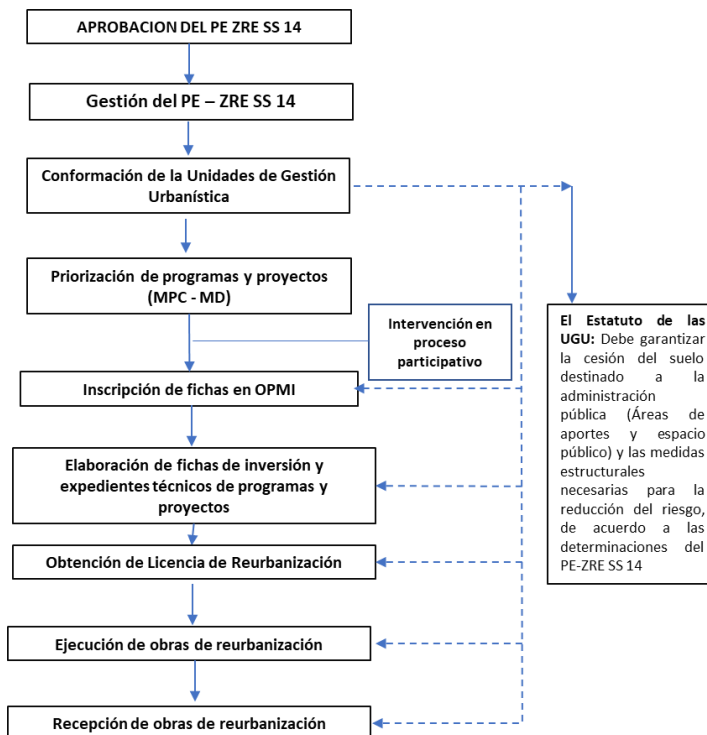 APROBACION DEL PE ZRE SS 14
Gestión del PE – ZRE SS 14
Conformación de la Unidades de Gestión
Urbanística
Priorización de programas y proyectos
(MPC - MD)
Intervención en
proceso
participativo
Inscripción de fichas en OPMI
Elaboración de fichas de inversión y
expedientes técnicos de programas y
proyectos
Obtención de Licencia de Reurbanización
Ejecución de obras de reurbanización
Recepción de obras de reurbanización
El Estatuto de las
UGU: Debe garantizar
la cesión del suelo
destinado a la
administración
pública (Áreas de
aportes y espacio
público) y las medidas
estructurales
necesarias para la
reducción del riesgo,
de acuerdo a las
determinaciones del
PE-ZRE SS 14